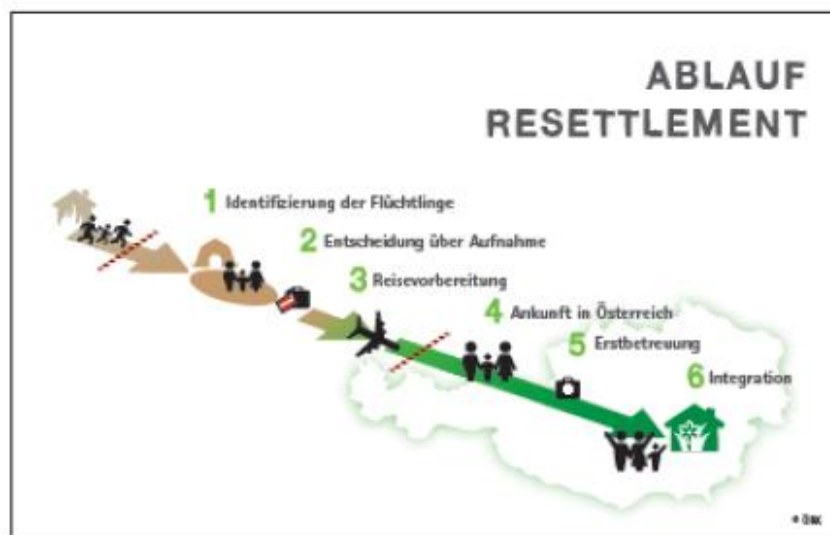 ABLAUF
RESETTLEMENT
1 Identifizierung der Flüchtlinge
2 Entscheidung über Aufnahme
3 Reisevorbereitung
4 Ankunft in Österreich
5 Erstbetreuung
6 Integration
© ÖRK